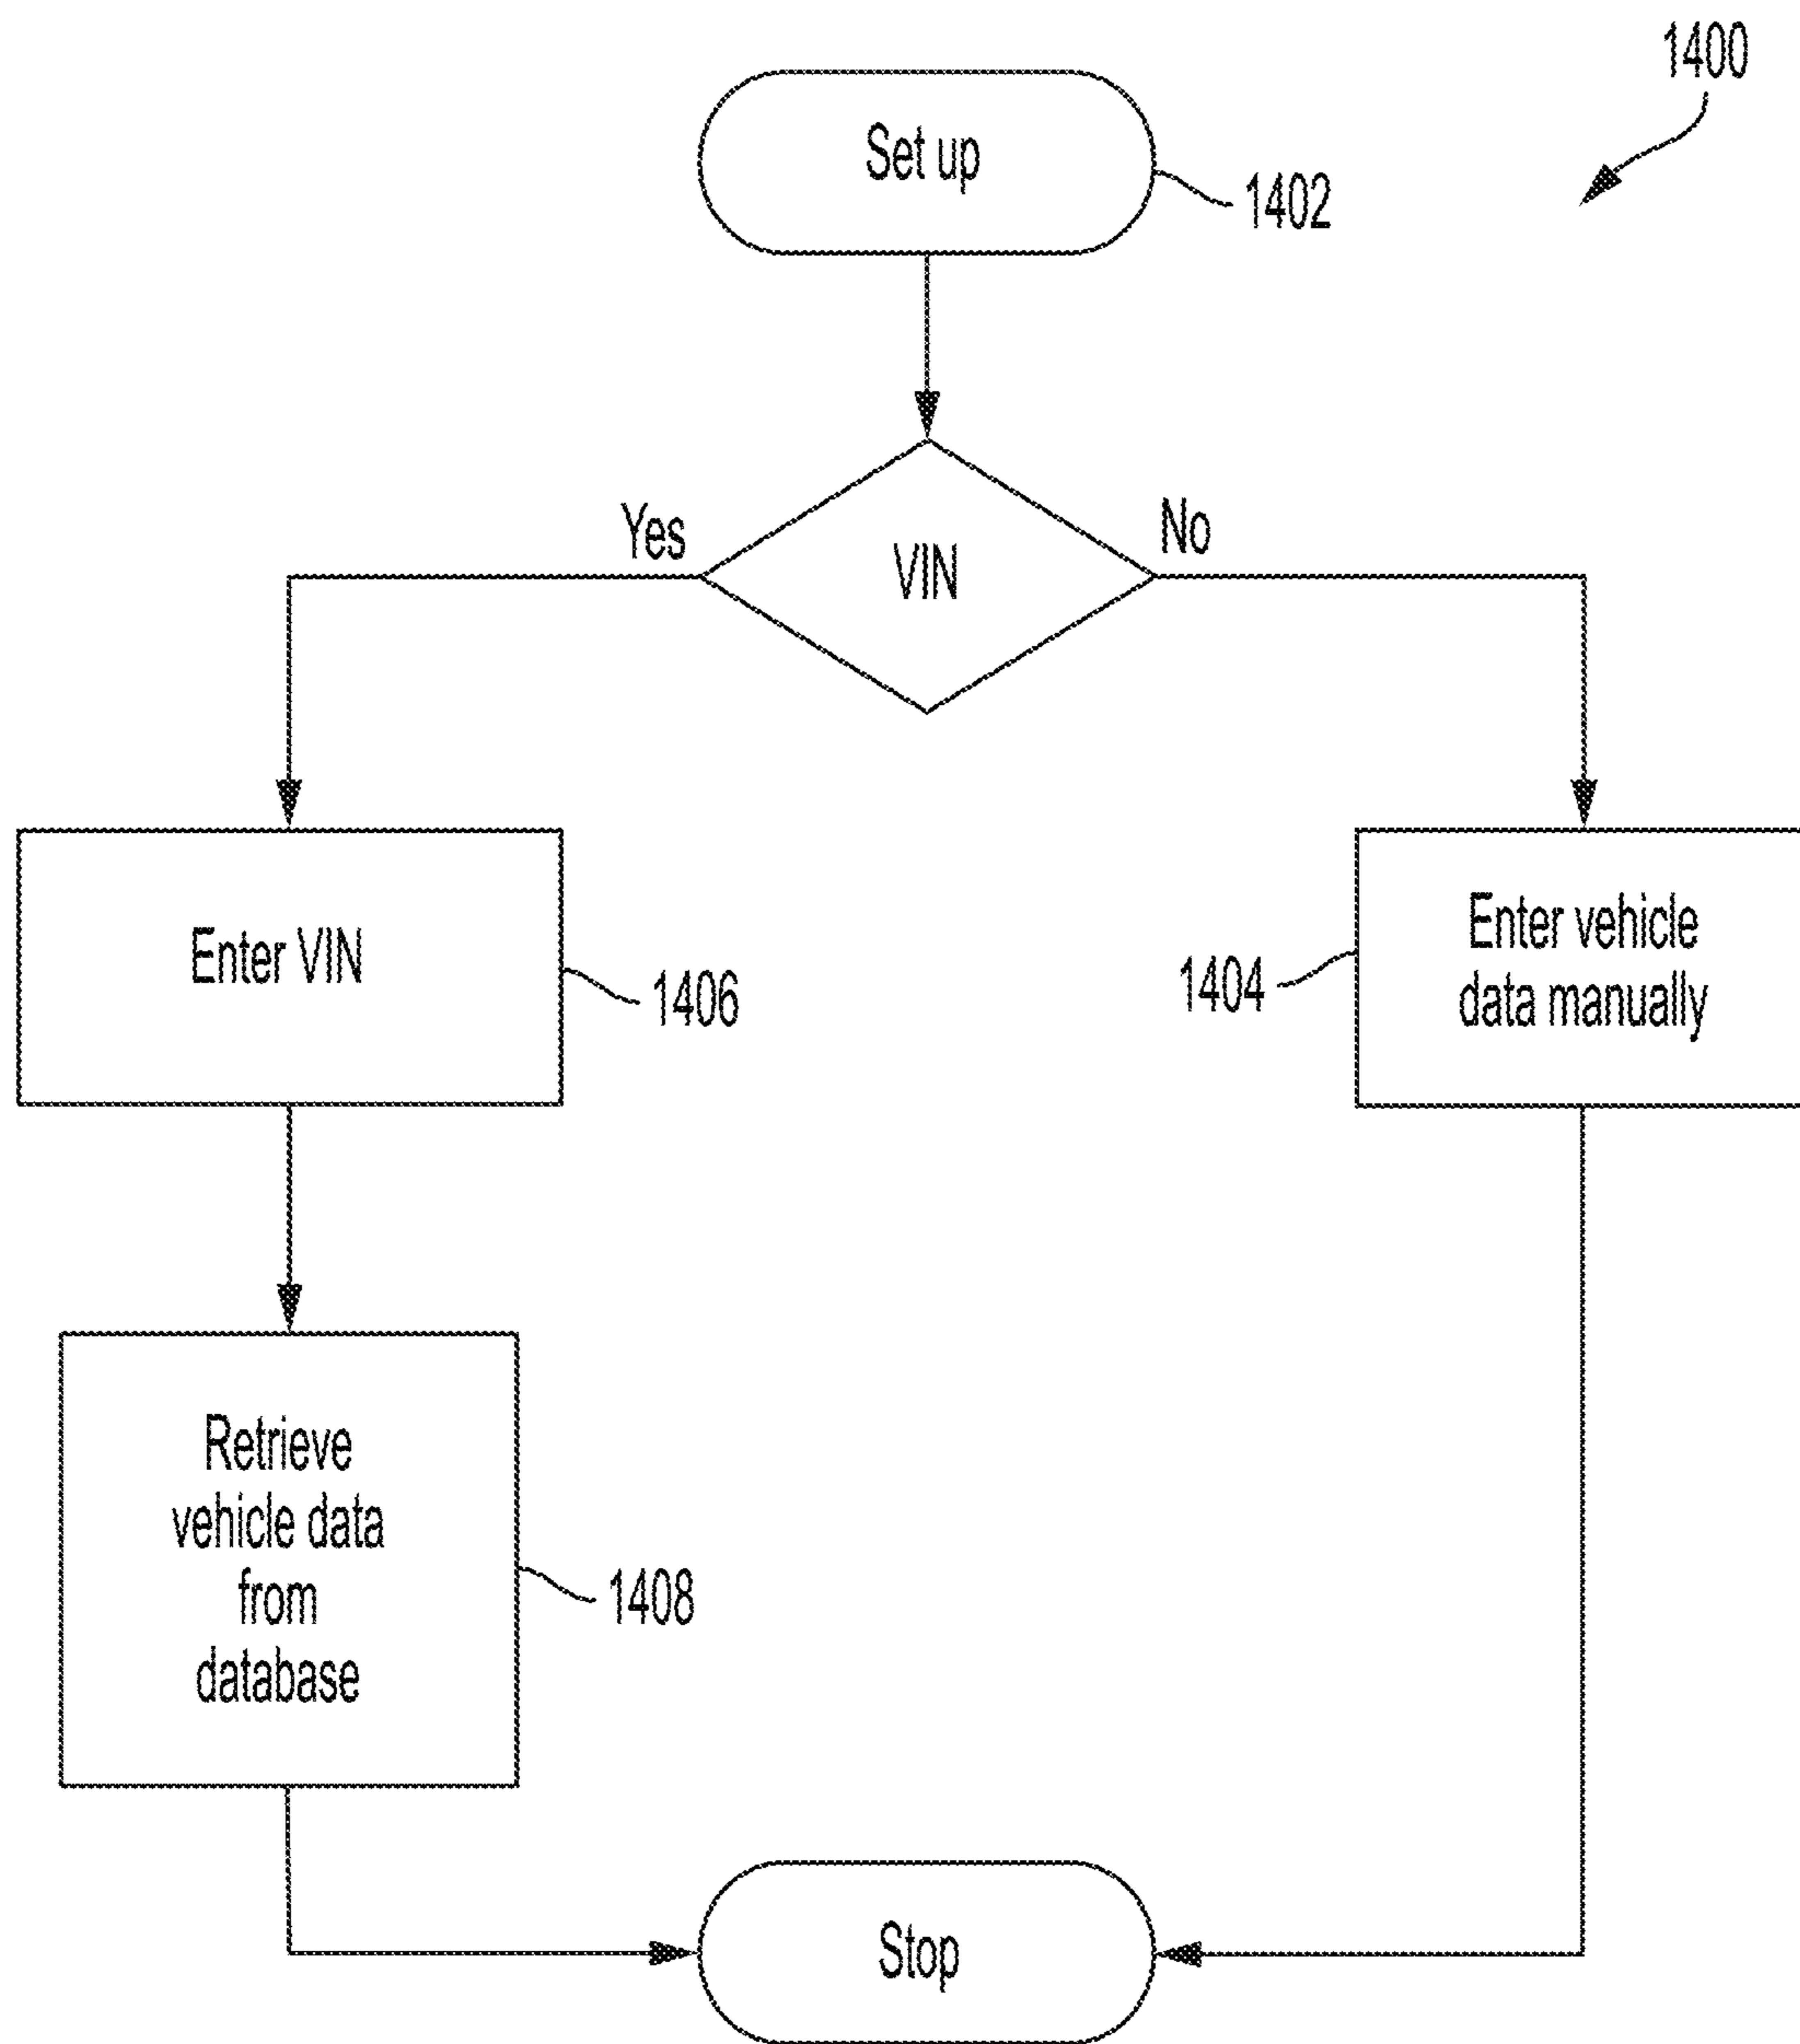 1400
Set up
1402
Yes
VIN
No
Enter VIN
1406
1404
Enter vehicle
data manually
Retrieve
vehicle data
from
database
1408
Stop